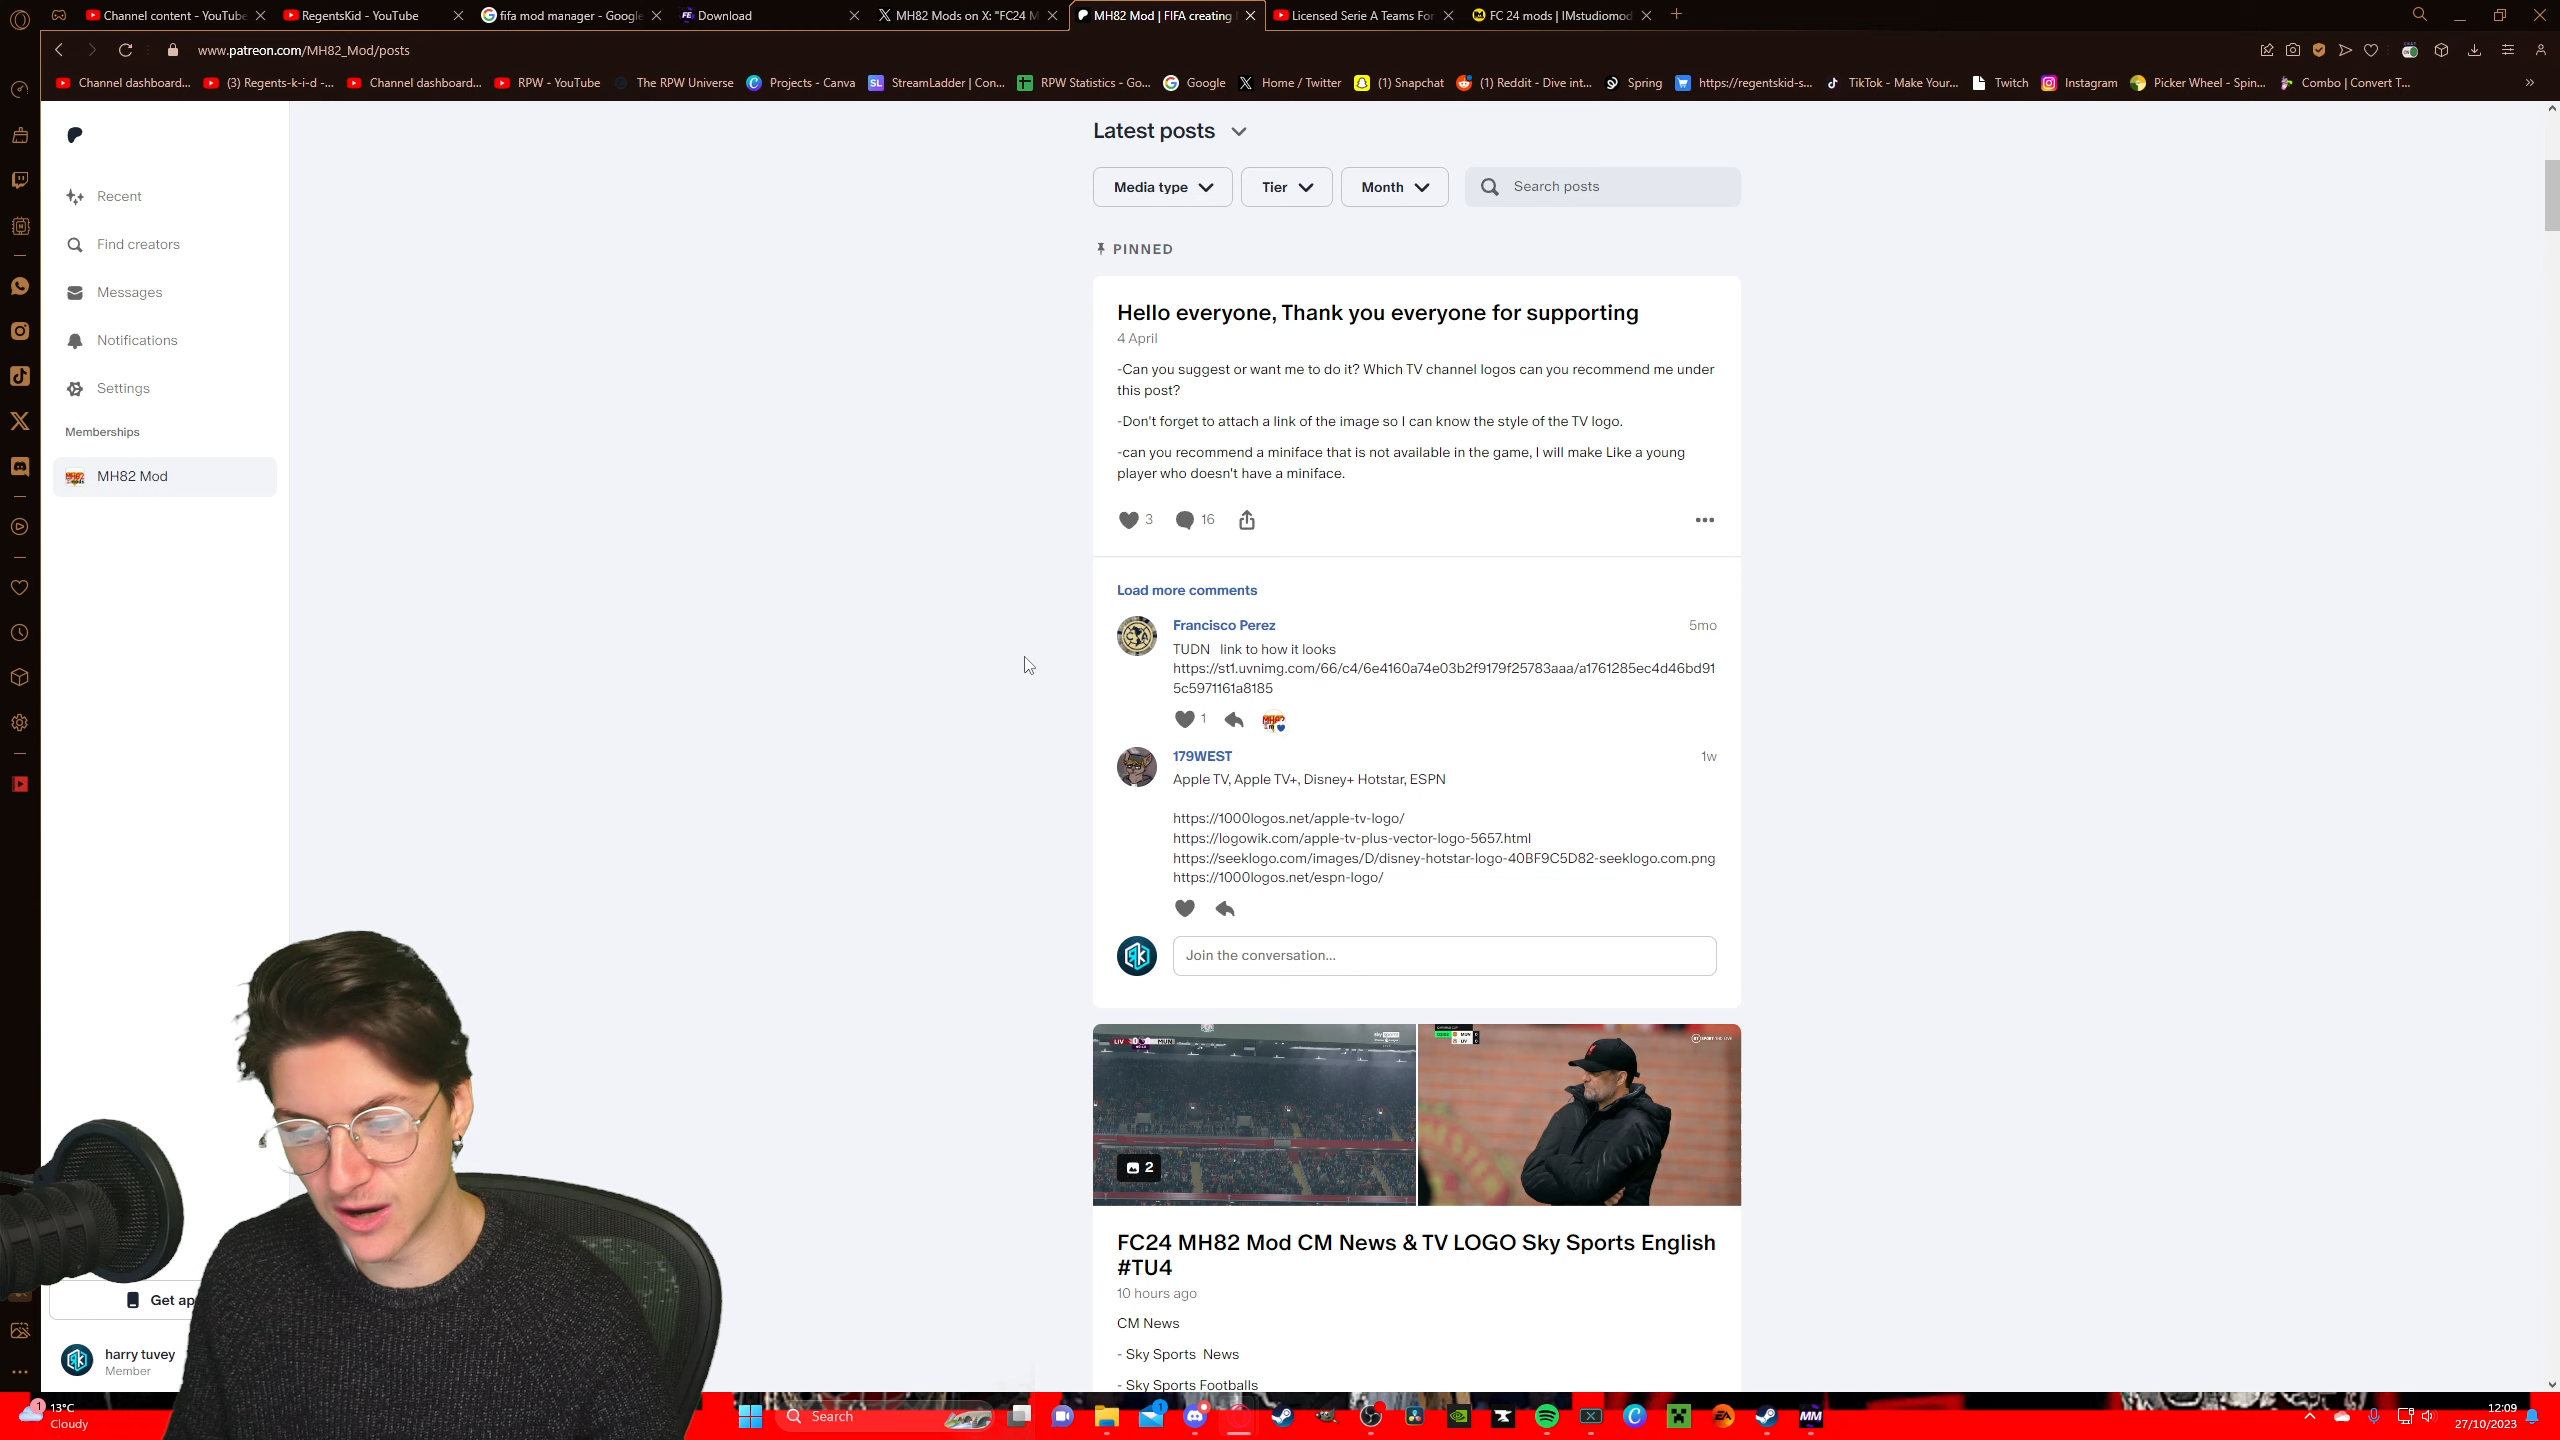 Channel content - YouTube
RegentsKid - YouTube
fifa mod manager - Google
FE Download
MH82 Mods on X: "FC24 M
MH82 Mod | FIFA creating
Licensed Serie A Teams For
FC 24 mods | IMstudiomod
www.patreon.com/MH82_Mod/posts
Channel dashboard...
(3) Regents-k-i-d -...
Channel dashboard...
RPW - YouTube
The RPW Universe
Projects - Canva
SL StreamLadder | Con...
RPW Statistics - Go...
Google
Home / Twitter
(1) Snapchat
(1) Reddit - Dive int...
Spring
https://regentskid-s...
TikTok - Make Your...
Twitch
Instagram
Picker Wheel - Spin...
Combo | Convert T...
Recent
Find creators
Messages
Notifications
Settings
Memberships
MH82 Mod
Get ap
harry tuvey
Member
Latest posts
Media type
Tier
Month
Search posts
PINNED
Hello everyone, Thank you everyone for supporting
4 April
-Can you suggest or want me to do it? Which TV channel logos can you recommend me under
this post?
-Don't forget to attach a link of the image so I can know the style of the TV logo.
-can you recommend a miniface that is not available in the game, I will make Like a young
player who doesn't have a miniface.
3
16
Load more comments
Francisco Perez
5mo
TUDN link to how it looks
https://st1.uvnimg.com/66/c4/6e4160a74e03b2f9179f25783aaa/a1761285ec4d46bd91
5c5971161a8185
1
179WEST
1w
Apple TV, Apple TV+, Disney+ Hotstar, ESPN
https://1000logos.net/apple-tv-logo/
https://logowik.com/apple-tv-plus-vector-logo-5657.html
https://seeklogo.com/images/D/disney-hotstar-logo-40BF9C5D82-seeklogo.com.png
https://1000logos.net/espn-logo/
Join the conversation...
2
FC24 MH82 Mod CM News & TV LOGO Sky Sports English
#TU4
10 hours ago
CM News
- Sky Sports News
- Sky Sports Footballs
1
13°C
Cloudy
Search
1
EA
MM
12:09
27/10/2023